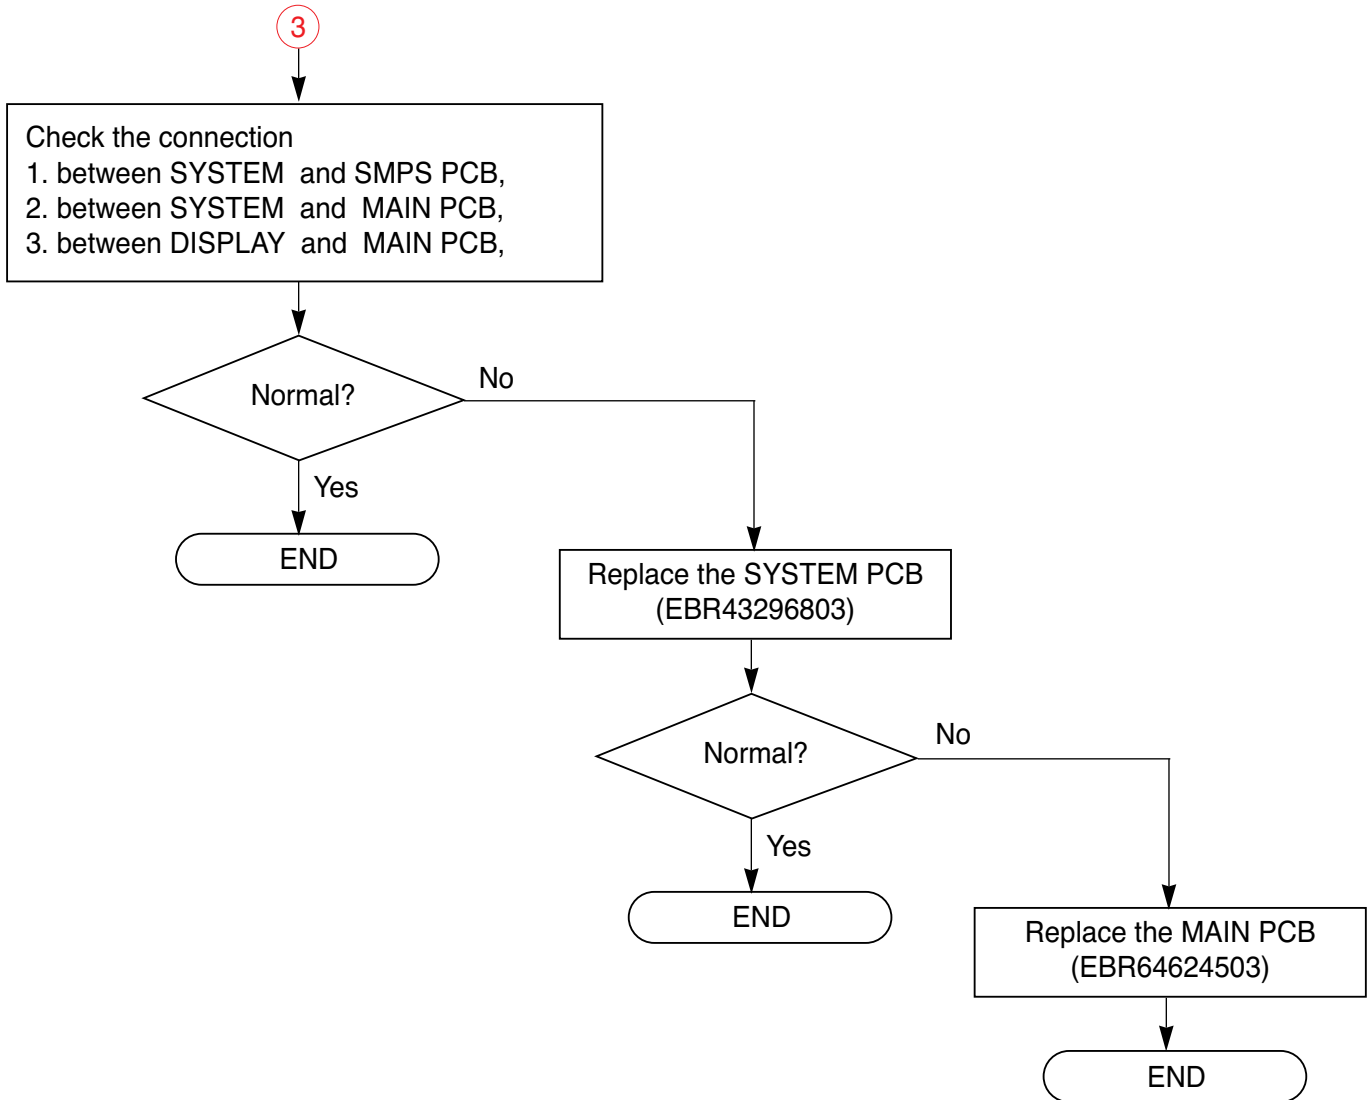 3
Check the connection
1. between SYSTEM and SMPS PCB,
2. between SYSTEM and MAIN PCB,
3. between DISPLAY and MAIN PCB,
Normal?
No
Yes
END
Replace the SYSTEM PCB
(EBR43296803)
Normal?
No
Yes
END
Replace the MAIN PCB
(EBR64624503)
END